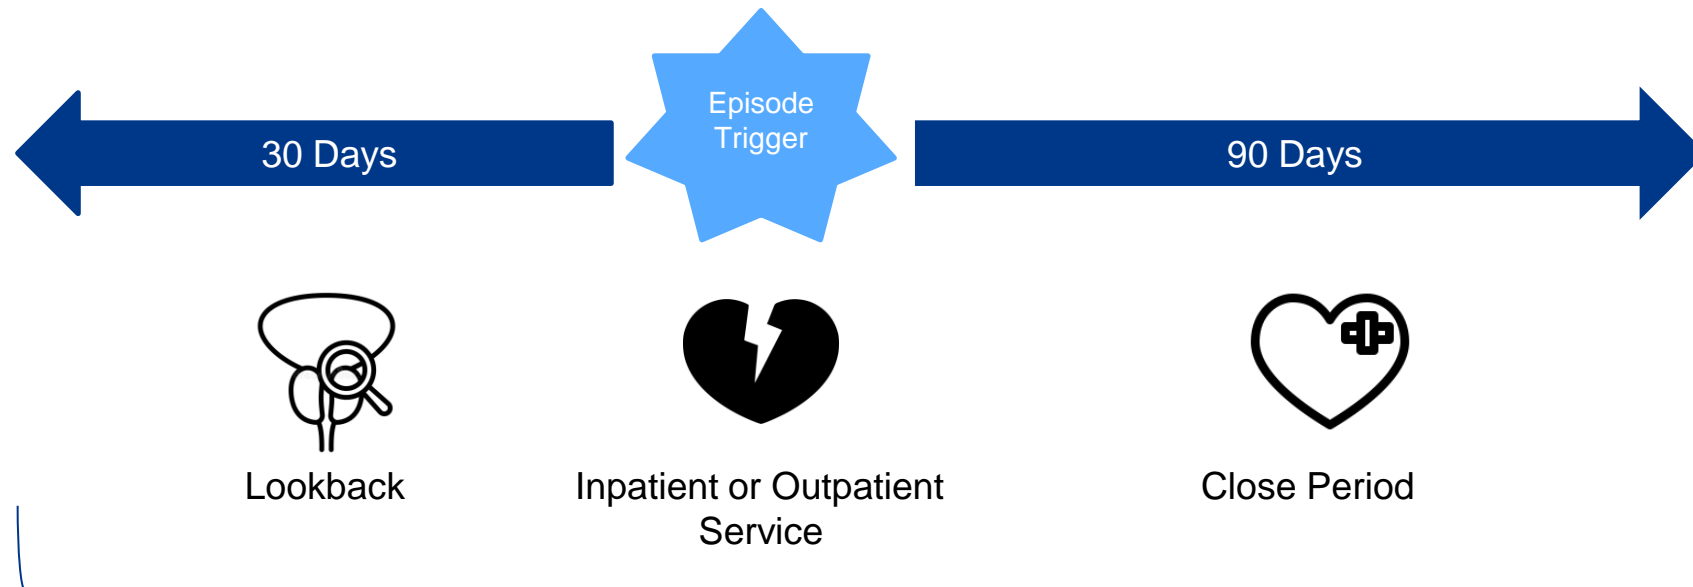 Episode
Trigger
30 Days
90 Days
Lookback
Inpatient or Outpatient
Service
Close Period